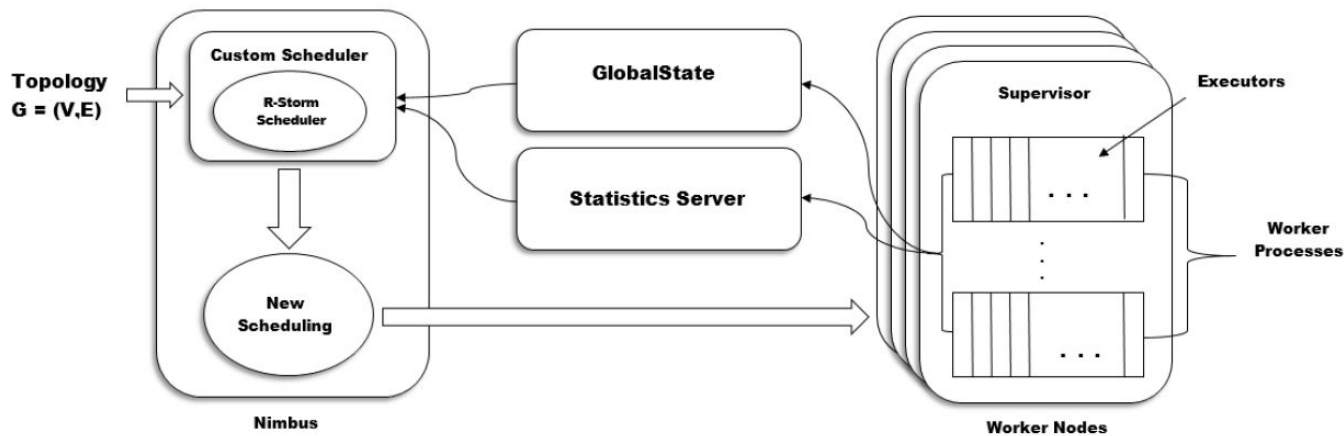 Topology
G = (V,E)
Custom Scheduler
R-Storm
Scheduler
New
Scheduling
Nimbus
GlobalState
Statistics Server
Supervisor
Executors
. . .
.
.
.
. . .
Worker
Processes
Worker Nodes